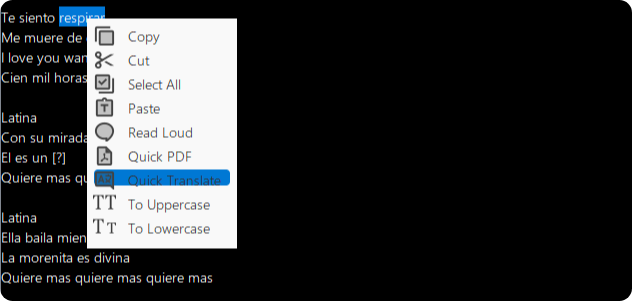 Te siento respirar
Me muere de
I love you wan
Cien mil horas
Latina
Con su mirada
El es un [?]
Quiere mas qu
Latina
Ella baila mien
La morenita es divina
Quiere mas quiere mas quiere mas
Copy
Cut
Select All
Paste
Read Loud
Quick PDF
Quick Translate
TT To Uppercase
TT To Lowercase